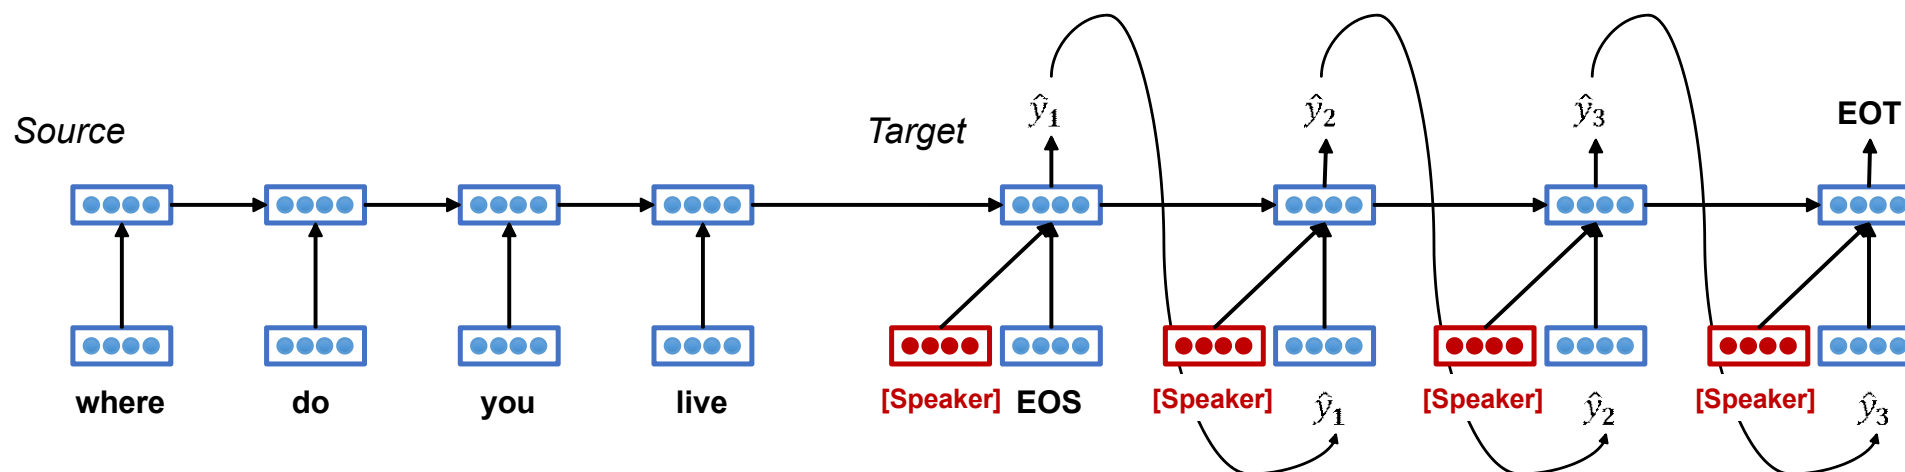 Source
Target
ŷ₁
ŷ₂
ŷ₃
EOT
where
do
you
live
[Speaker]
EOS
[Speaker]
ŷ₁
[Speaker]
ŷ₂
[Speaker]
ŷ₃